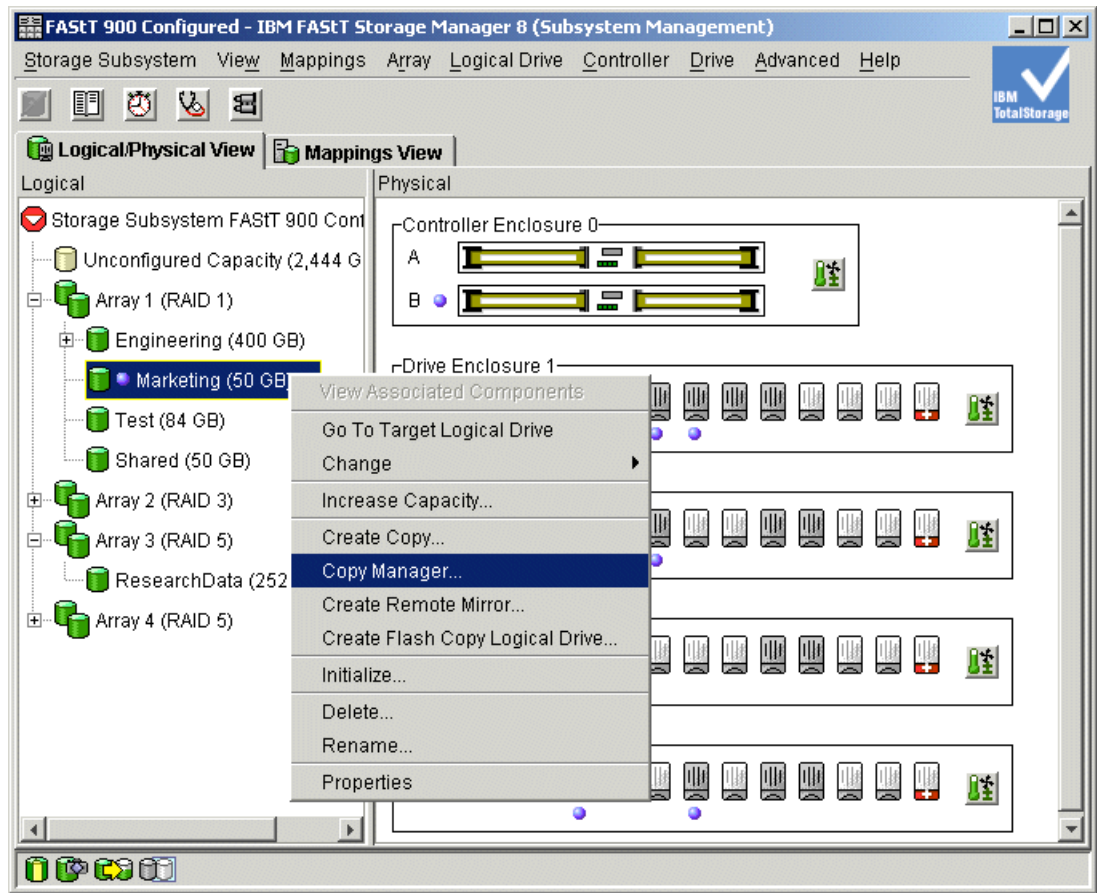 FAStT 900 Configured - IBM FAStT Storage Manager 8 (Subsystem Management)
Storage Subsystem View Mappings Array Logical Drive Controller Drive Advanced Help
IBM
TotalStorage
Logical/Physical View Mappings View
Logical
Physical
Storage Subsystem FAStT 900 Conf
Unconfigured Capacity (2,444 G
Array 1 (RAID 1)
Engineering (400 GB)
Marketing (50 GB)
Test (84 GB)
Shared (50 GB)
Array 2 (RAID 3)
Array 3 (RAID 5)
ResearchData (252
Array 4 (RAID 5)
Controller Enclosure 0
A
B
Drive Enclosure 1
View Associated Components
Go To Target Logical Drive
Change
Increase Capacity...
Create Copy...
Copy Manager...
Create Remote Mirror...
Create Flash Copy Logical Drive...
Initialize...
Delete...
Rename...
Properties